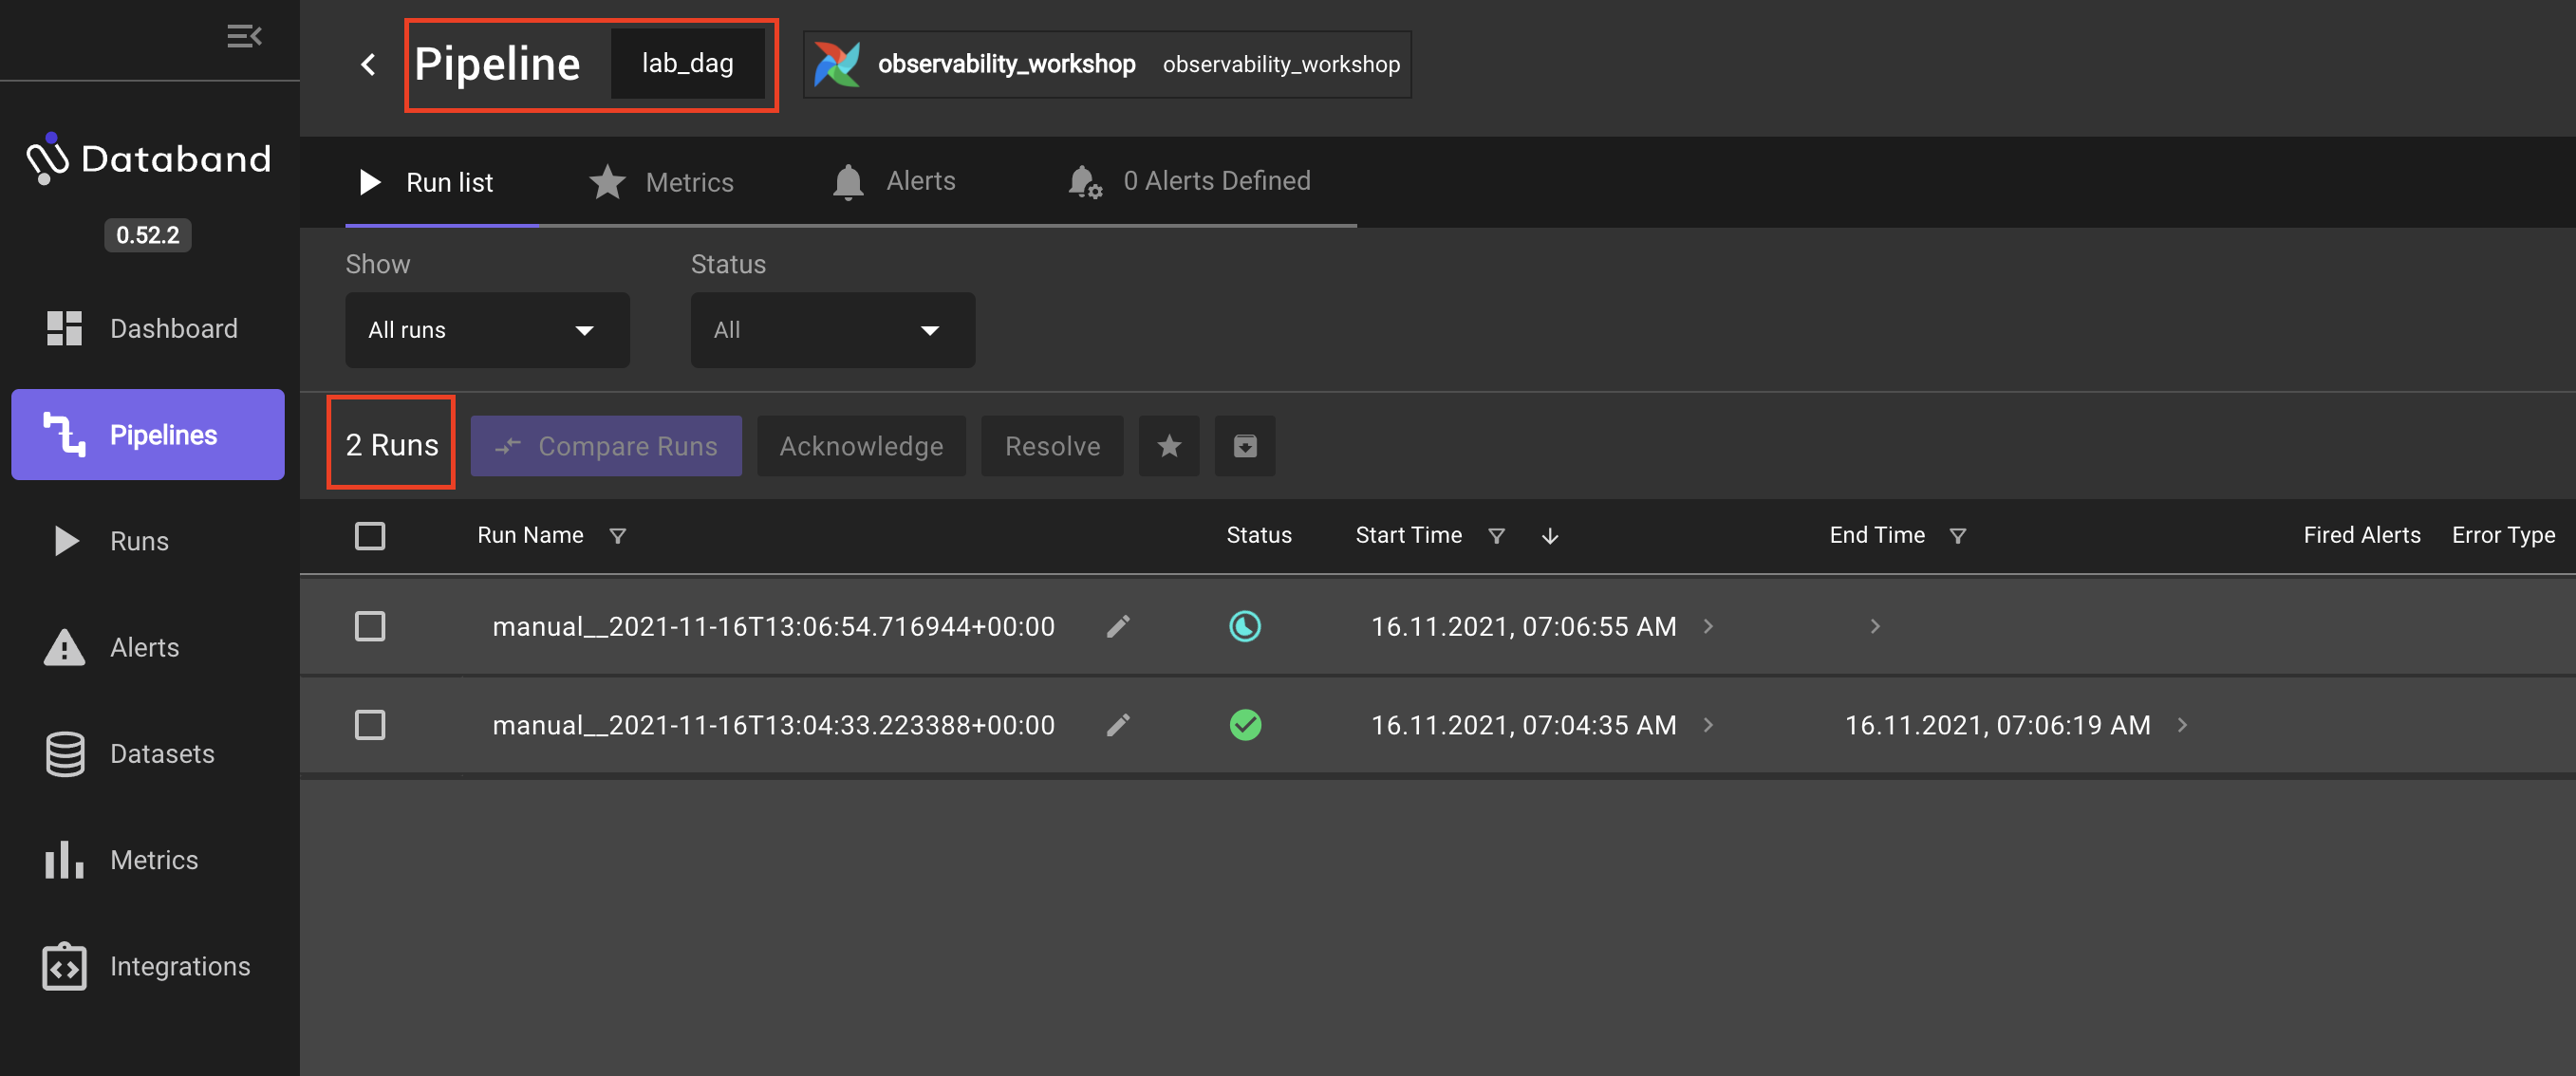 Pipeline lab_dag observability_workshop observability_workshop
Databand
0.52.2
Dashboard
Pipelines
Runs
Alerts
Datasets
Metrics
Integrations
Run list Metrics Alerts 0 Alerts Defined
Show Status
All runs All
2 Runs Compare Runs Acknowledge Resolve
Run Name Status Start Time End Time Fired Alerts Error Type
manual__2021-11-16T13:06:54.716944+00:00 16.11.2021, 07:06:55 AM
manual__2021-11-16T13:04:33.223388+00:00 16.11.2021, 07:04:35 AM 16.11.2021, 07:06:19 AM